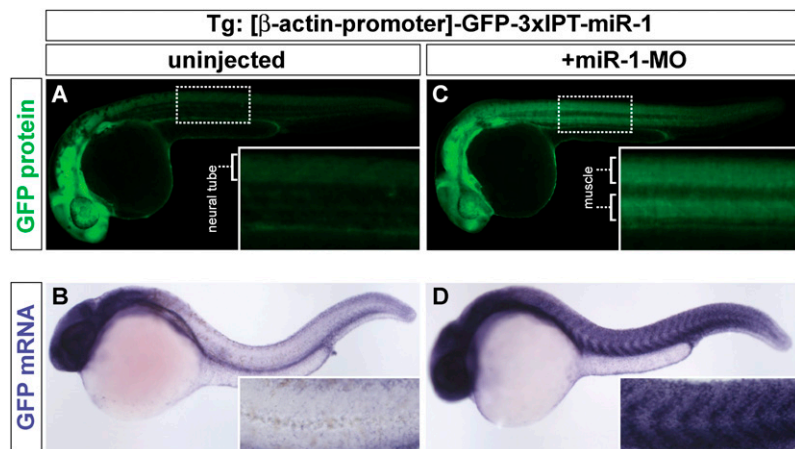 Tg: [β-actin-promoter]-GFP-3xIPT-miR-1
uninjected
+miR-1-MO
GFP protein
A
neural tube
C
muscle
GFP mRNA
B
D